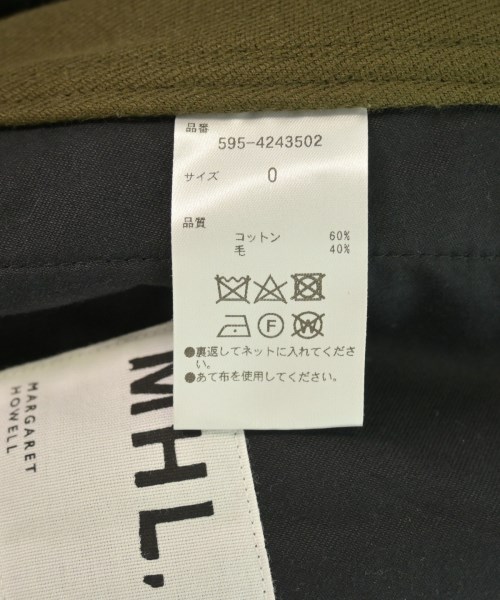 品番
595-4243502
サイズ 0
品質
コットン 60%
毛 40%
F W
●裏返してネットに入れてくださ
い。
●あて布を使用してください。
MHL.
MARGARET
HOWELL